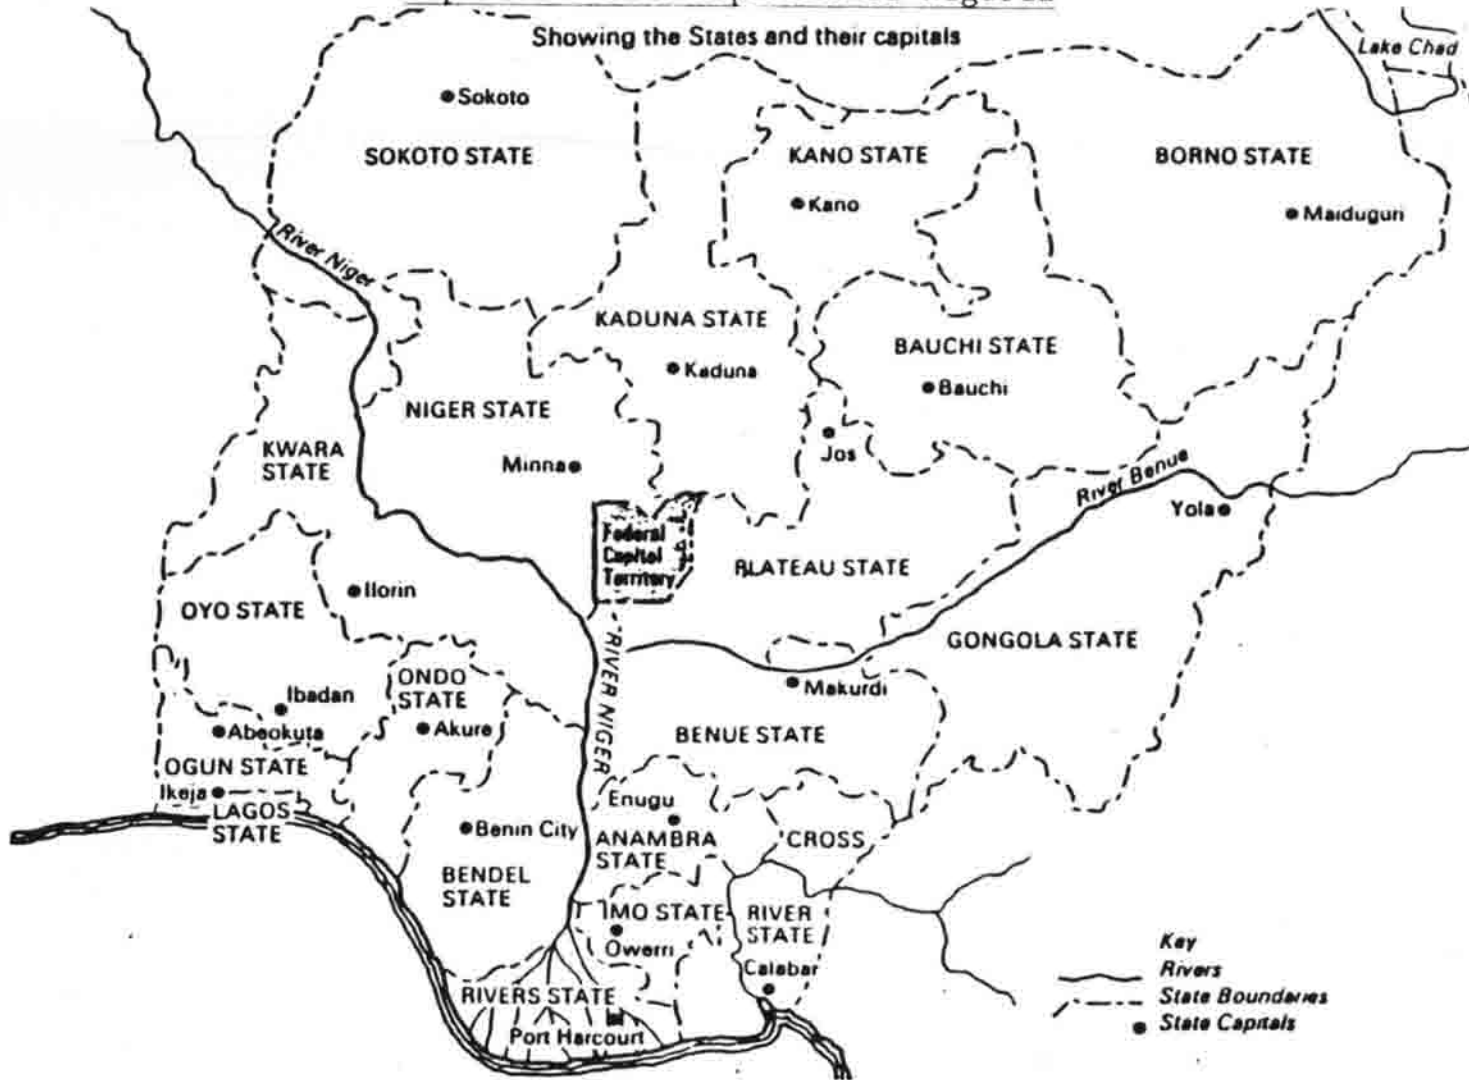 Showing the States and their capitals
Lake Chad
Sokoto
SOKOTO STATE
KANO STATE
BORNO STATE
Kano
Maiduguri
River Niger
KADUNA STATE
BAUCHI STATE
Kaduna
Bauchi
NIGER STATE
KWARA
STATE
Minna
Jos
River Benue
Yola
Federal
Capital
Territory
PLATEAU STATE
Ilorin
OYO STATE
GONGOLA STATE
RIVER NIGER
ONDO
STATE
Ibadan
Makurdi
Abeokuta
Akure
BENUE STATE
OGUN STATE
Ikeja
LAGOS
STATE
Enugu
Benin City
ANAMBRA
STATE
CROSS
BENDEL
STATE
IMO STATE
RIVER
STATE
Owerri
Calabar
RIVERS STATE
Port Harcourt
Key
Rivers
State Boundaries
State Capitals